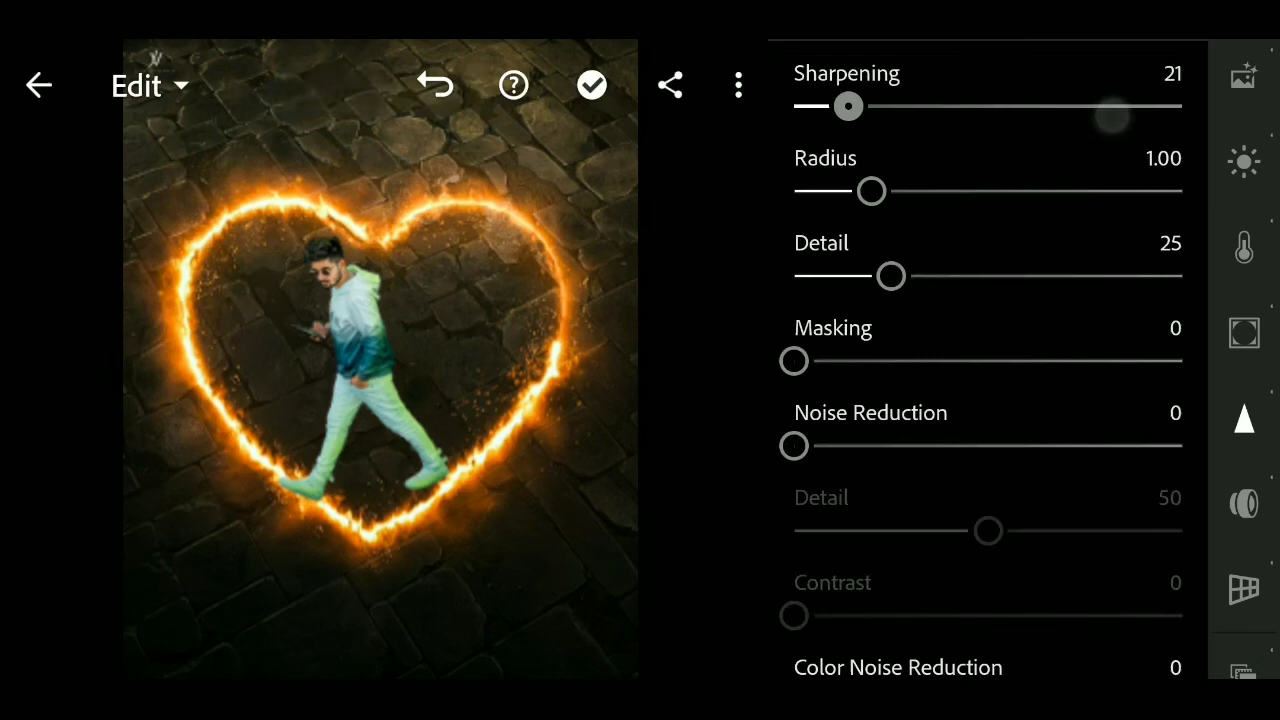 Edit
Sharpening 21
Radius 1.00
Detail 25
Masking 0
Noise Reduction 0
Detail 50
Contrast 0
Color Noise Reduction 0